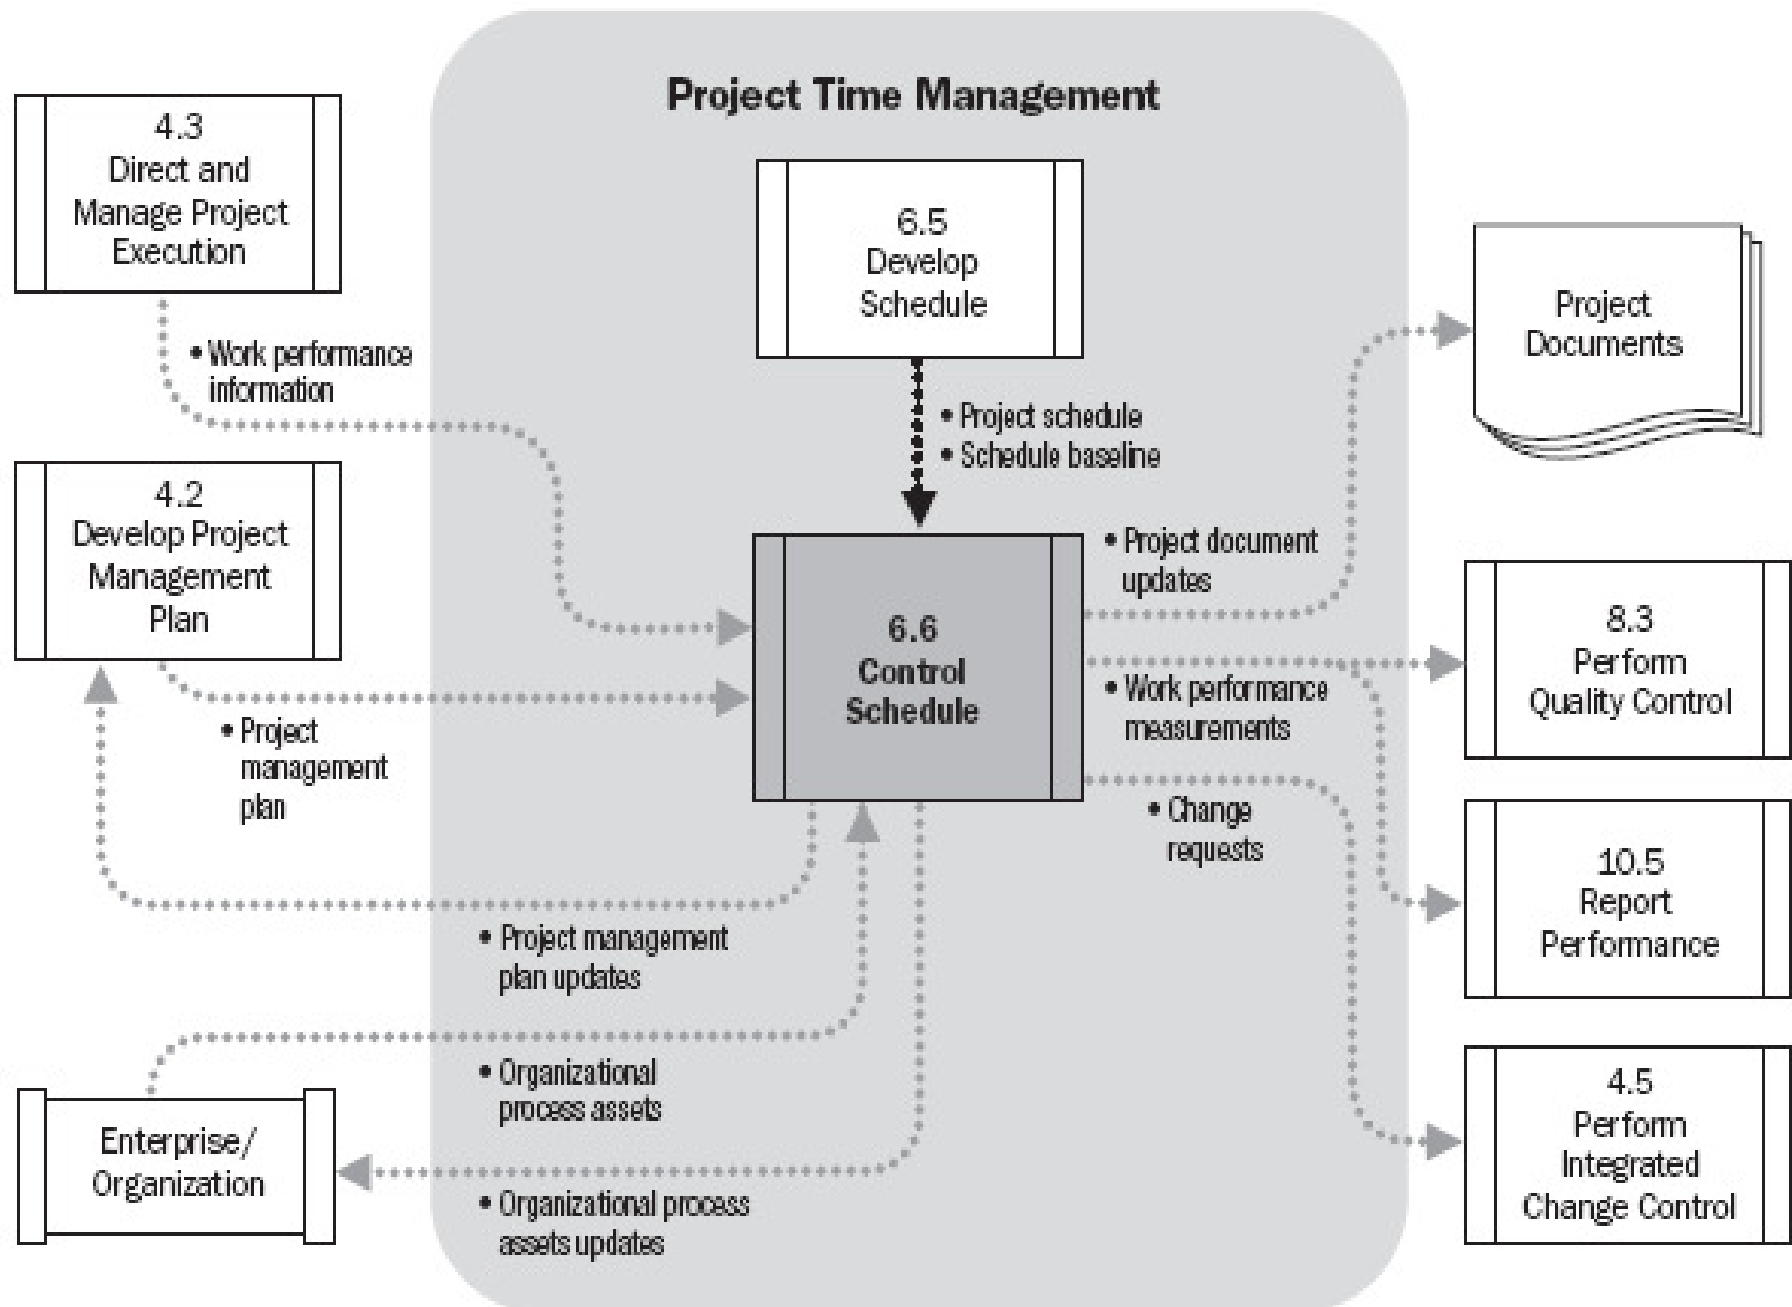 Project Time Management
4.3
Direct and
Manage Project
Execution
• Work performance
information
4.2
Develop Project
Management
Plan
• Project
management
plan
6.5
Develop
Schedule
• Project schedule
• Schedule baseline
6.6
Control
Schedule
• Project document
updates
• Work performance
measurements
• Change
requests
• Project management
plan updates
• Organizational
process assets
• Organizational process
assets updates
Enterprise/
Organization
Project
Documents
8.3
Perform
Quality Control
10.5
Report
Performance
4.5
Perform
Integrated
Change Control